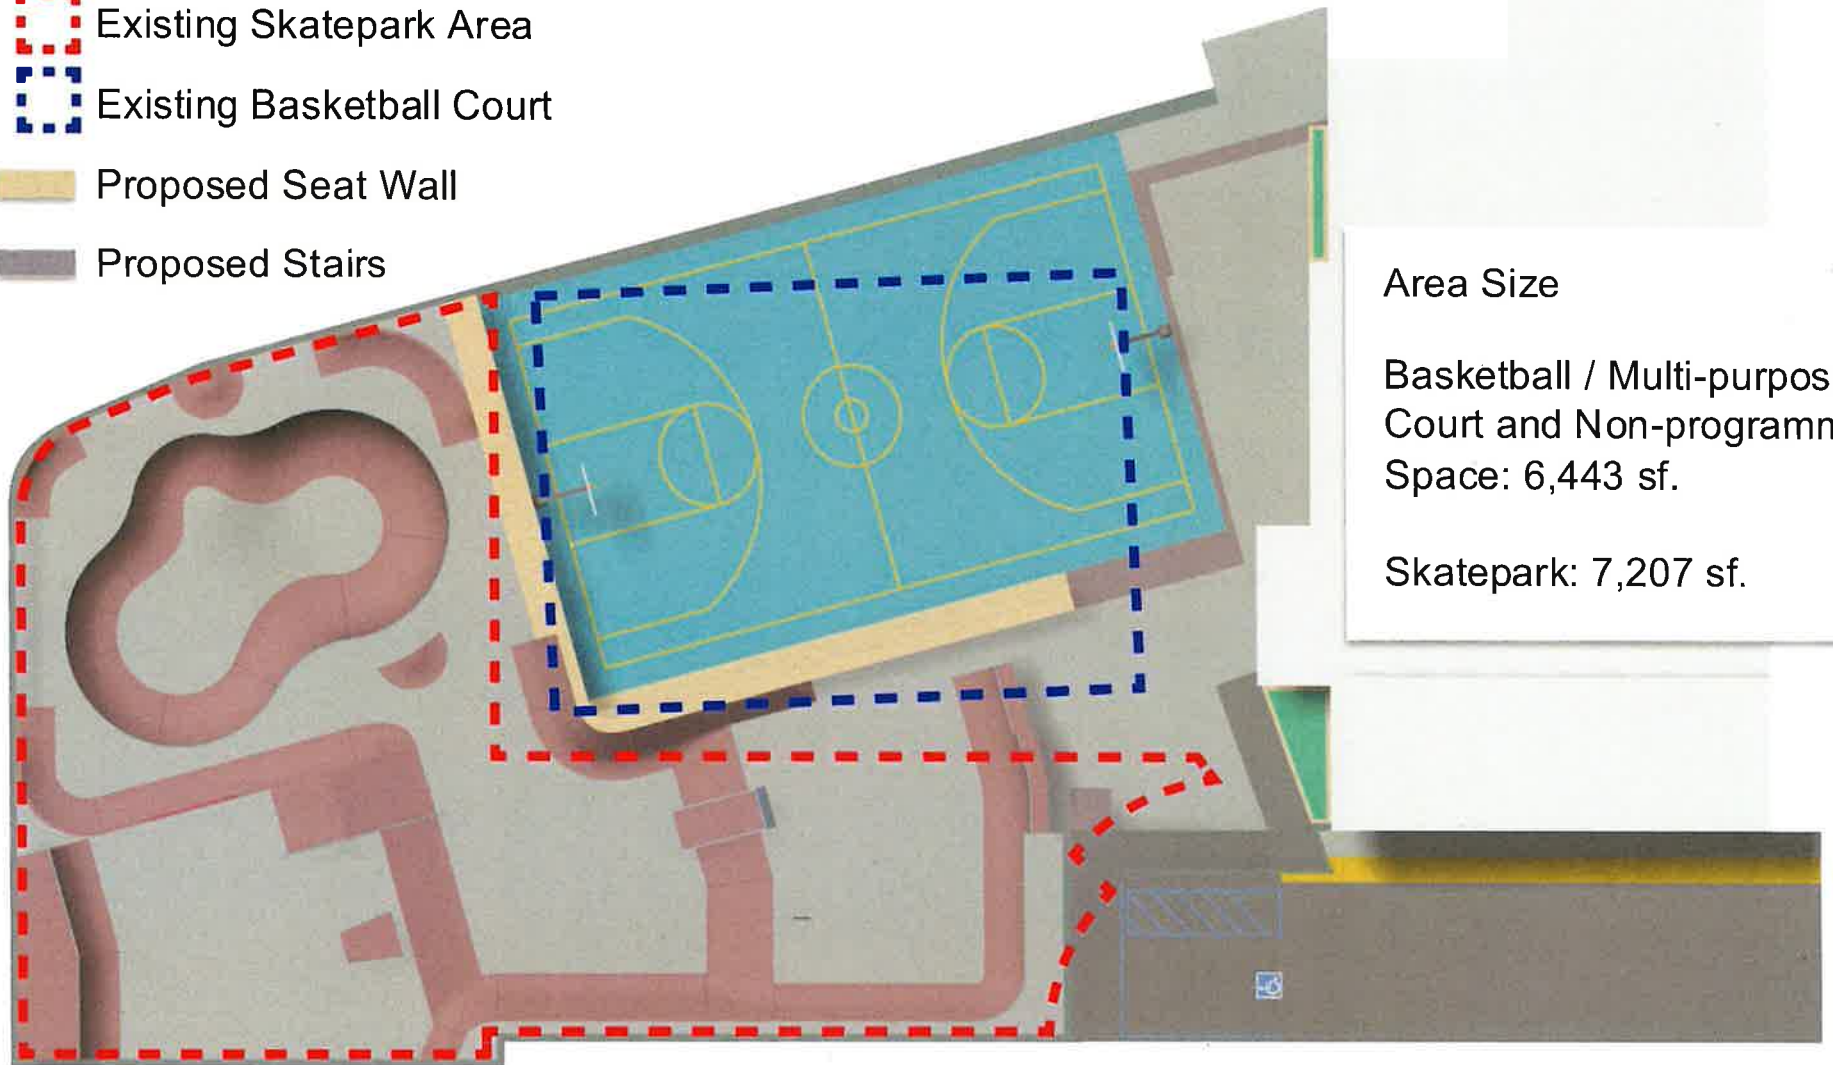 Existing Skatepark Area
Existing Basketball Court
Proposed Seat Wall
Proposed Stairs
Area Size
Basketball / Multi-purpos
Court and Non-programm
Space: 6,443 sf.
Skatepark: 7,207 sf.